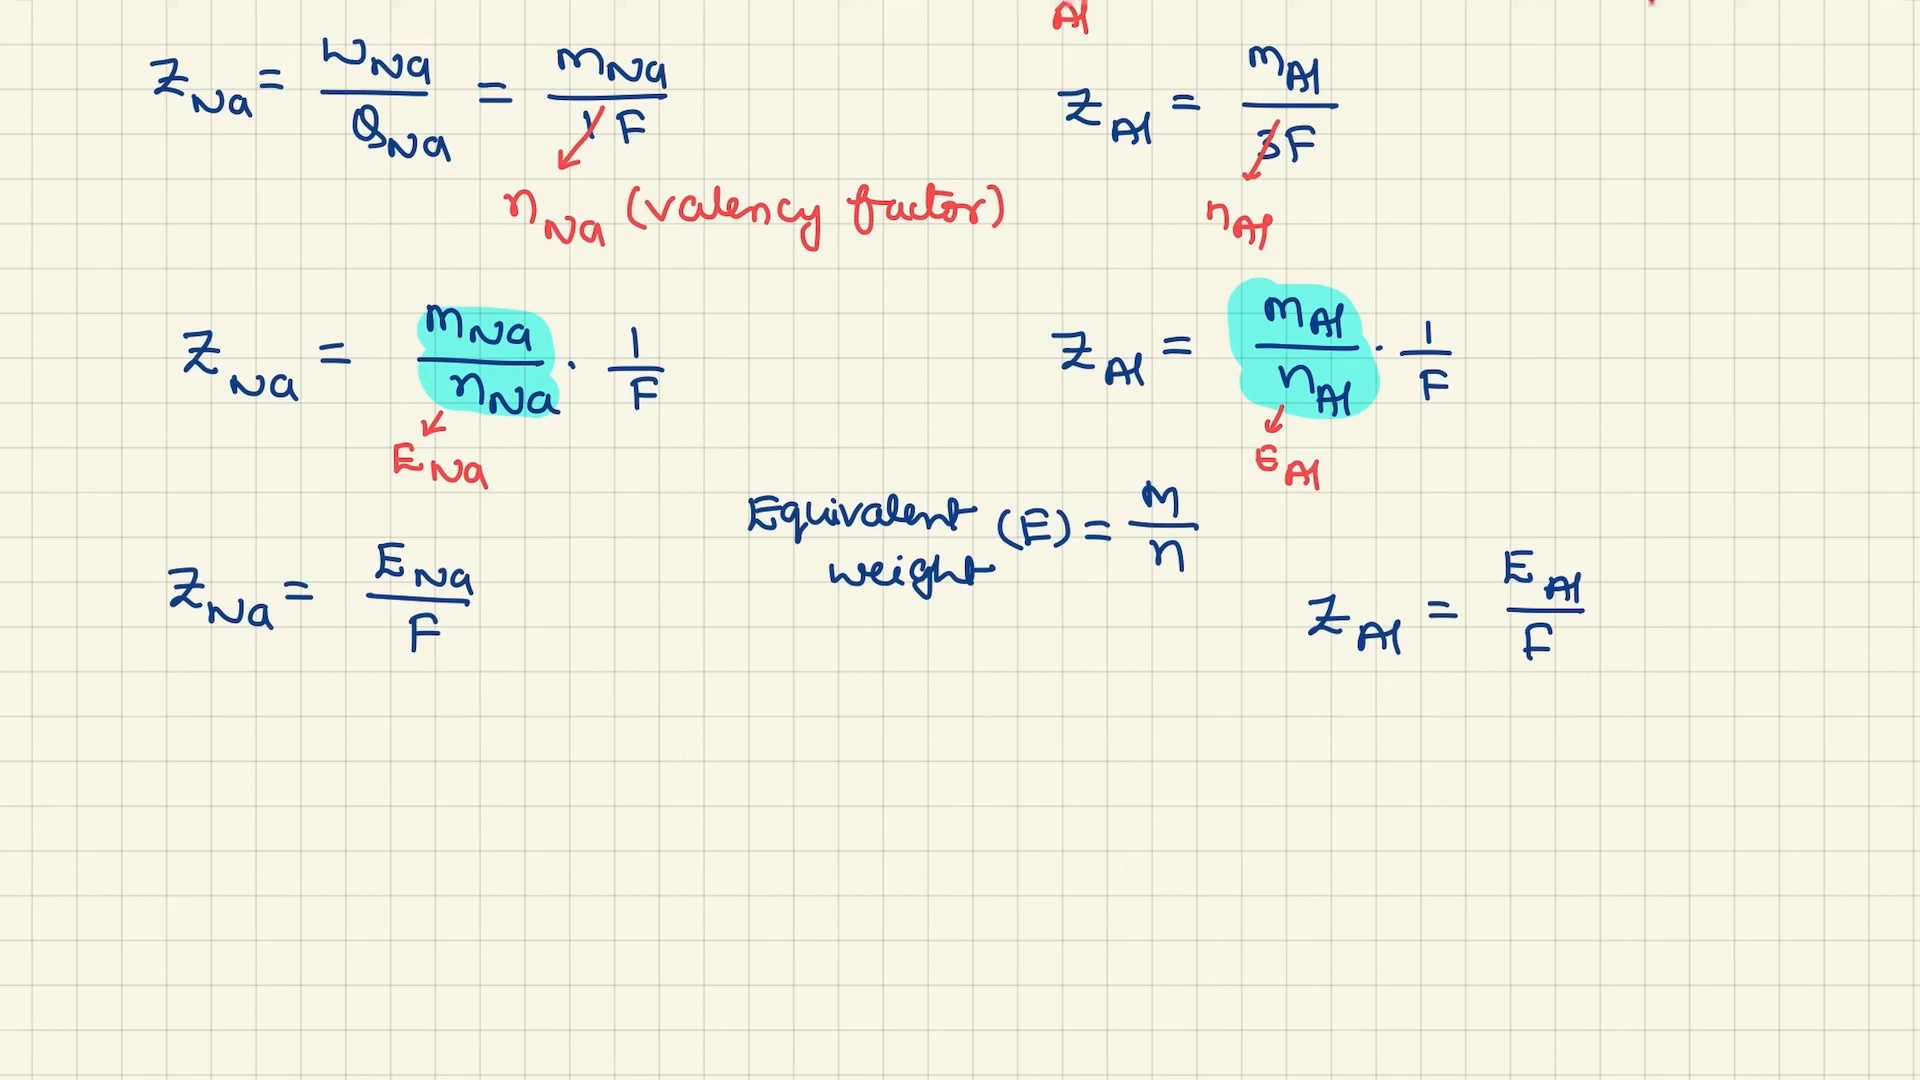 Al
Z_Na = W_Na / Q_Na = m_Na / 1F
Z_Al = m_Al / 3F
n_Na (valency factor)
n_Al
Z_Na = m_Na / n_Na · 1 / F
Z_Al = m_Al / n_Al · 1 / F
E_Na
E_Al
Equivalent weight (E) = M / n
Z_Na = E_Na / F
Z_Al = E_Al / F